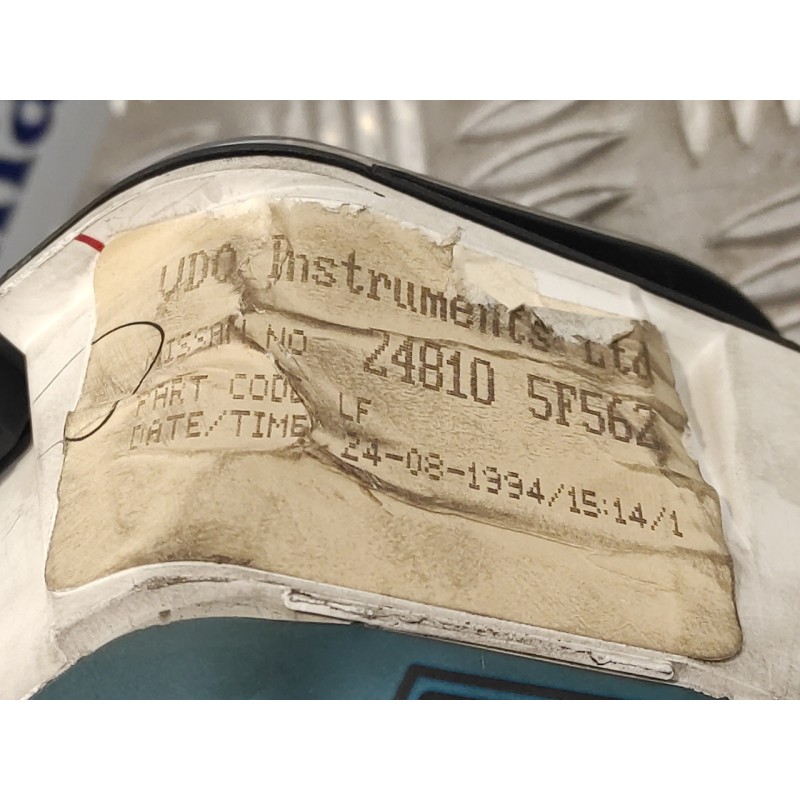 VDO Instruments Ltd
NISSAN NO 24810 5F562
PART CODE LF
DATE/TIME 24-08-1994/15:14/1